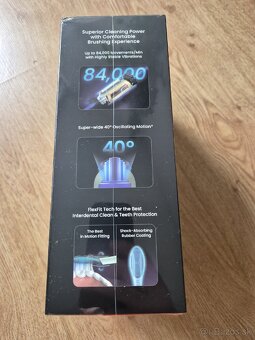 Superior Cleaning Power
with Comfortable
Brushing Experience
Up to 84,000 Movements/Min
with Highly Stable Vibrations
84,000
Super-wide 40° Oscillating Motion*
40°
FlexFit Tech for the Best
Interdental Clean & Teeth Protection
The Best
in Motion Fitting
Shock-Absorbing
Rubber Coating